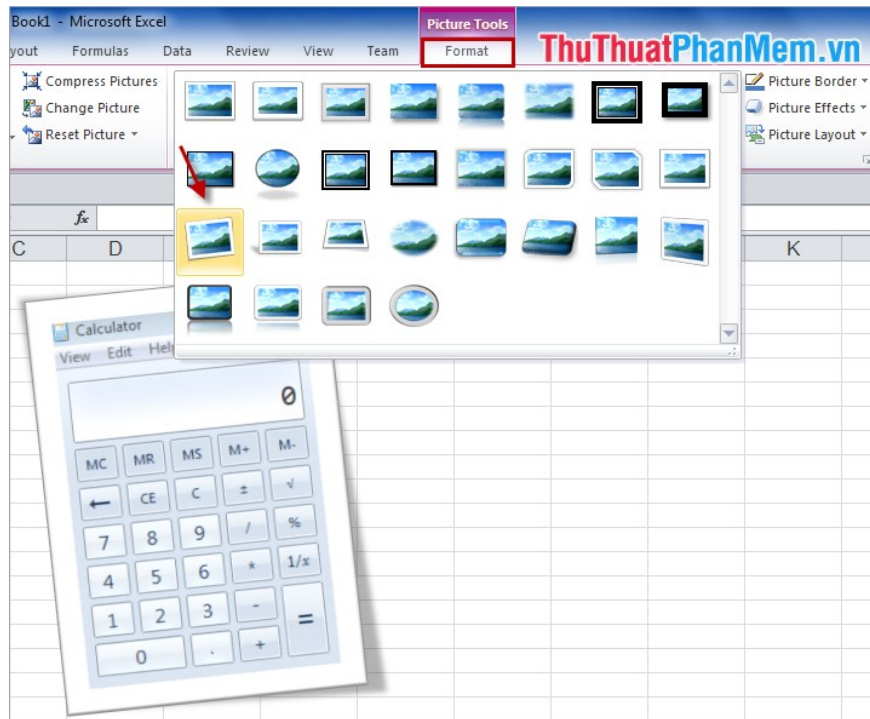 Book1 - Microsoft Excel
Picture Tools
ThuThuatPhanMem.vn
yout Formulas Data Review View Team Format
Compress Pictures
Change Picture
Reset Picture
Picture Border
Picture Effects
Picture Layout
fx
C D K
Calculator
View Edit Hel
0
MC MR MS M+ M-
← CE C ± √
7 8 9 / %
4 5 6 * 1/x
1 2 3 - =
0 . +